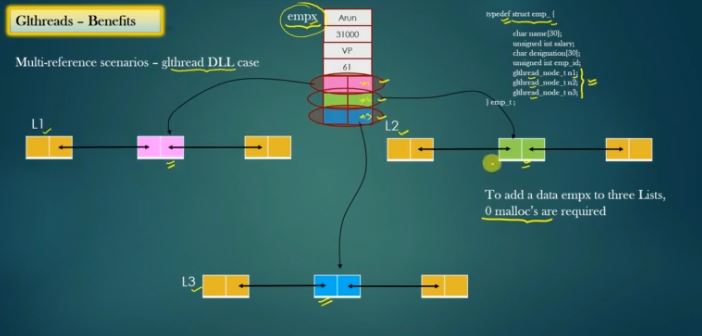 Glthreads – Benefits
Multi-reference scenarios – glthread DLL case
empx
Arun
31000
VP
61
typedef struct emp_ {
char name[30];
unsigned int salary;
char designation[30];
unsigned int emp_id;
glthread_node_t n1;
glthread_node_t n2;
glthread_node_t n3;
} emp_t ;
L1
L2
To add a data empx to three Lists,
0 malloc's are required
L3